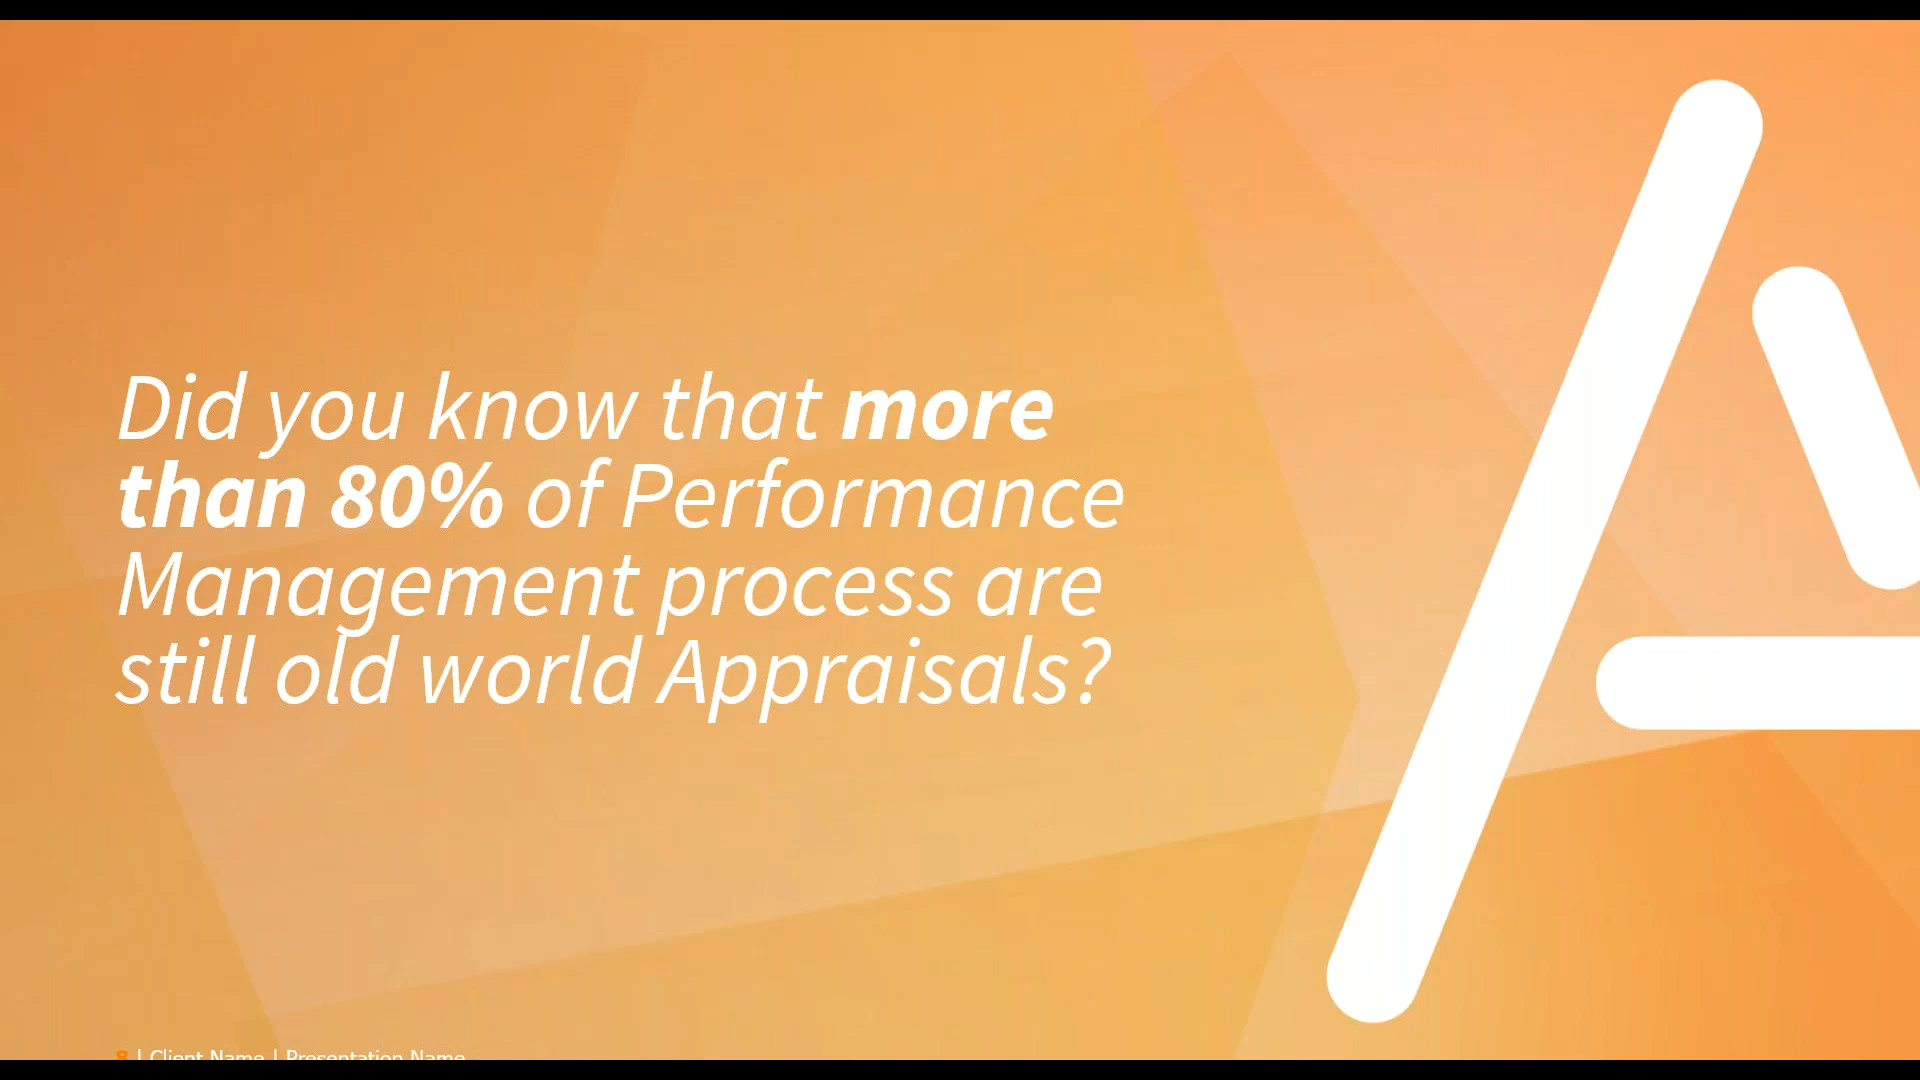 Did you know that more
than 80% of Performance
Management process are
still old world Appraisals?
8 | Client Name | Presentation Name